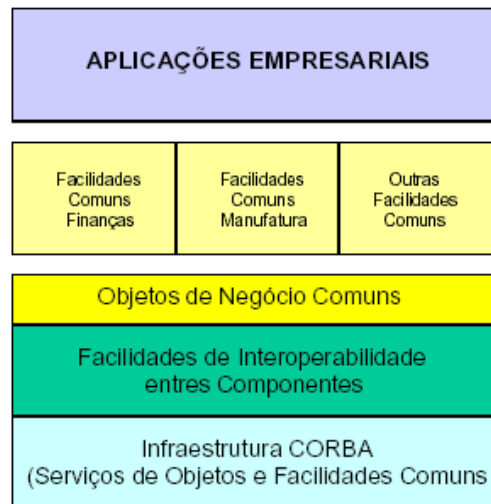 APLICAÇÕES EMPRESARIAIS
Facilidades
Comuns
Finanças
Facilidades
Comuns
Manufatura
Outras
Facilidades
Comuns
Objetos de Negócio Comuns
Facilidades de Interoperabilidade
entres Componentes
Infraestrutura CORBA
(Serviços de Objetos e Facilidades Comuns